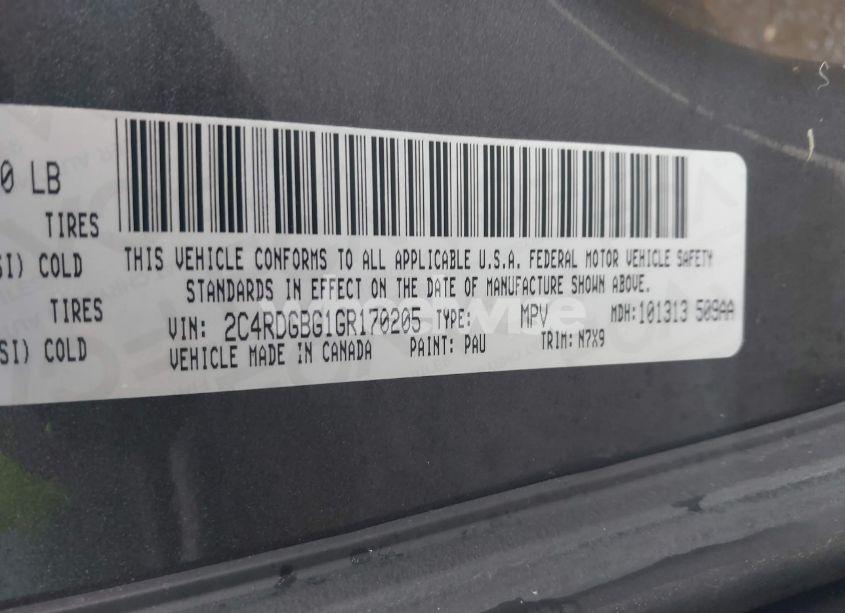 0 LB
TIRES
SI) COLD
TIRES
SI) COLD
THIS VEHICLE CONFORMS TO ALL APPLICABLE U.S.A. FEDERAL MOTOR VEHICLE SAFETY
STANDARDS IN EFFECT ON THE DATE OF MANUFACTURE SHOWN ABOVE.
VIN: 2C4RDGBG1GR170205 TYPE: MPV MDH:101313 509AA
VEHICLE MADE IN CANADA PAINT: PAU TRIM: N7X9